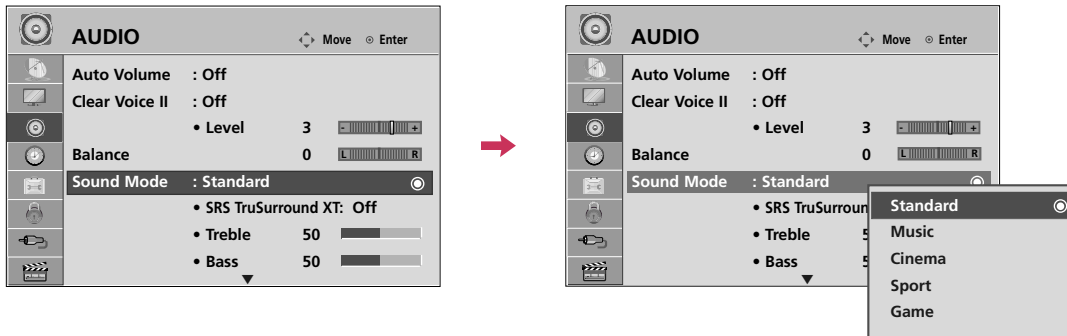 AUDIO
Move Enter
Auto Volume : Off
Clear Voice II : Off
• Level 3 - +
Balance 0 L R
Sound Mode : Standard
• SRS TruSurround XT: Off
• Treble 50
• Bass 50
AUDIO
Move Enter
Auto Volume : Off
Clear Voice II : Off
• Level 3 - +
Balance 0 L R
Sound Mode : Standard
• SRS TruSurroun
• Treble 5
• Bass 5
Standard
Music
Cinema
Sport
Game